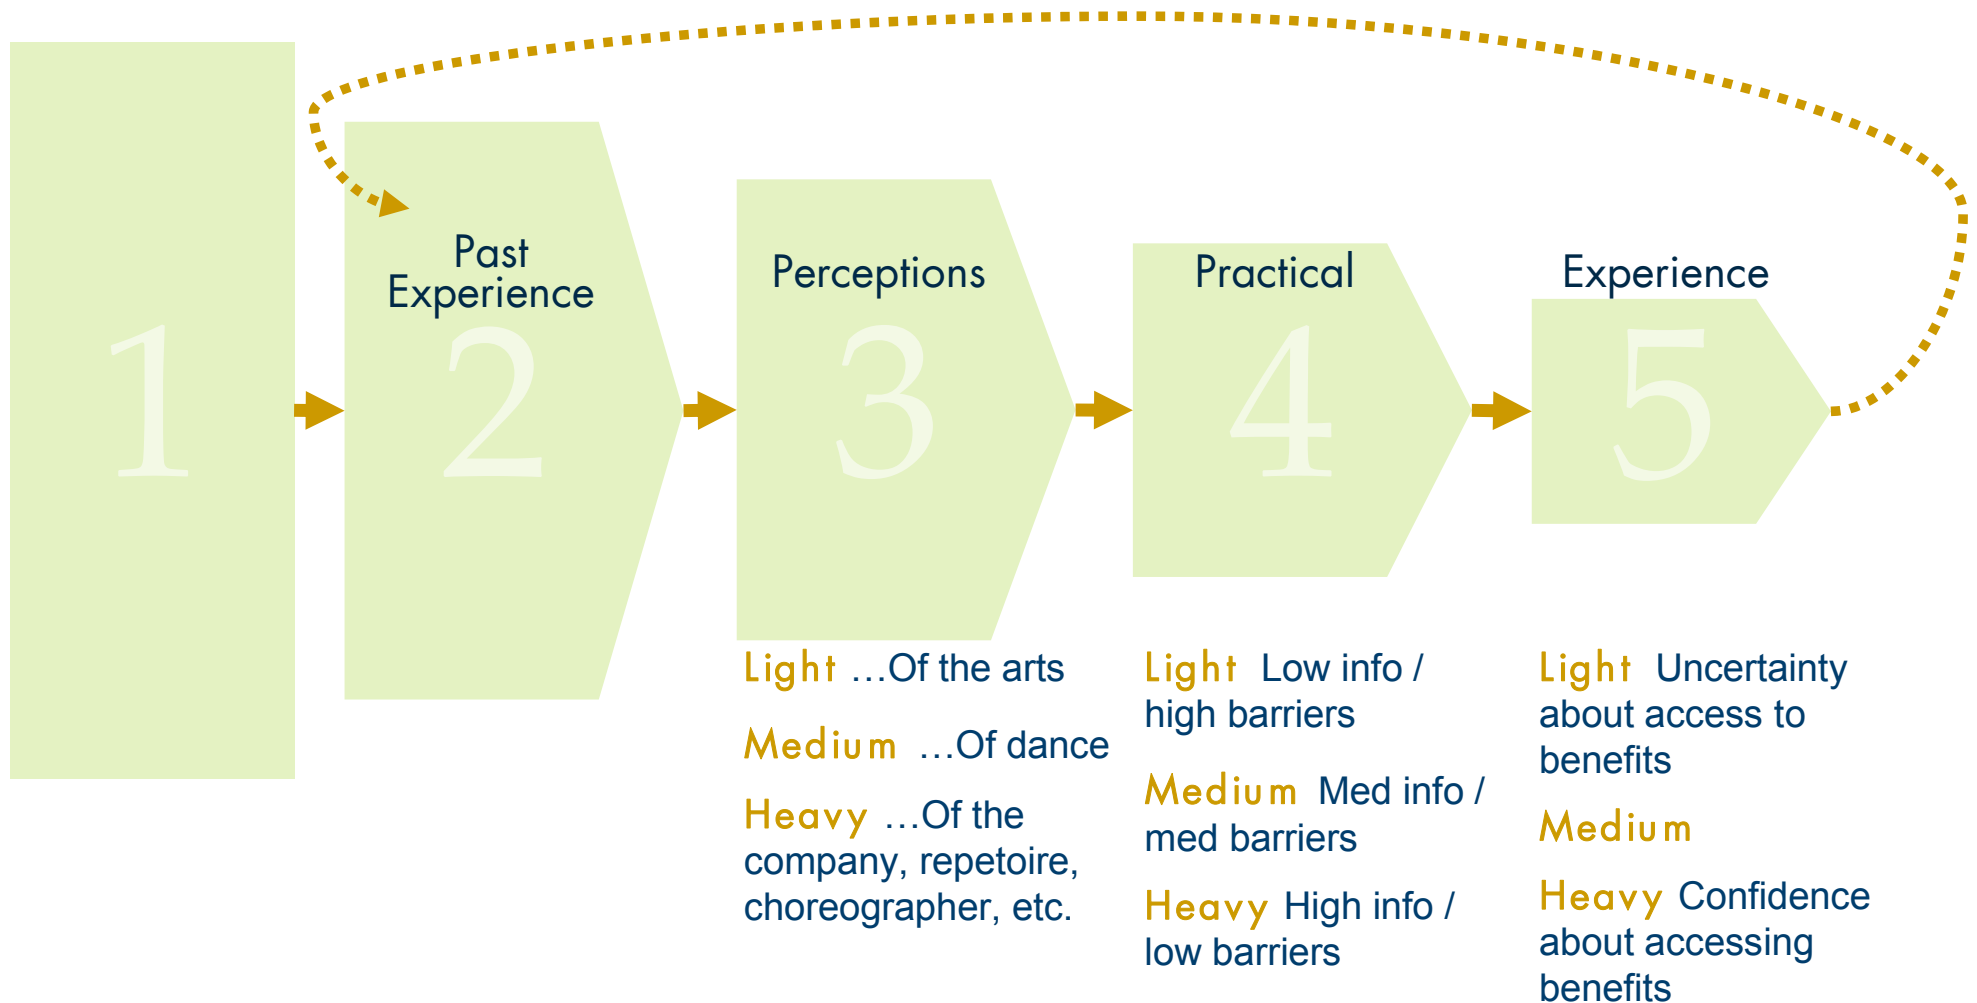 1
Past
Experience
2
Perceptions
3
Practical
4
Experience
5
Light ...Of the arts
Medium ...Of dance
Heavy ...Of the
company, repetoire,
choreographer, etc.
Light Low info /
high barriers
Medium Med info /
med barriers
Heavy High info /
low barriers
Light Uncertainty
about access to
benefits
Medium
Heavy Confidence
about accessing
benefits